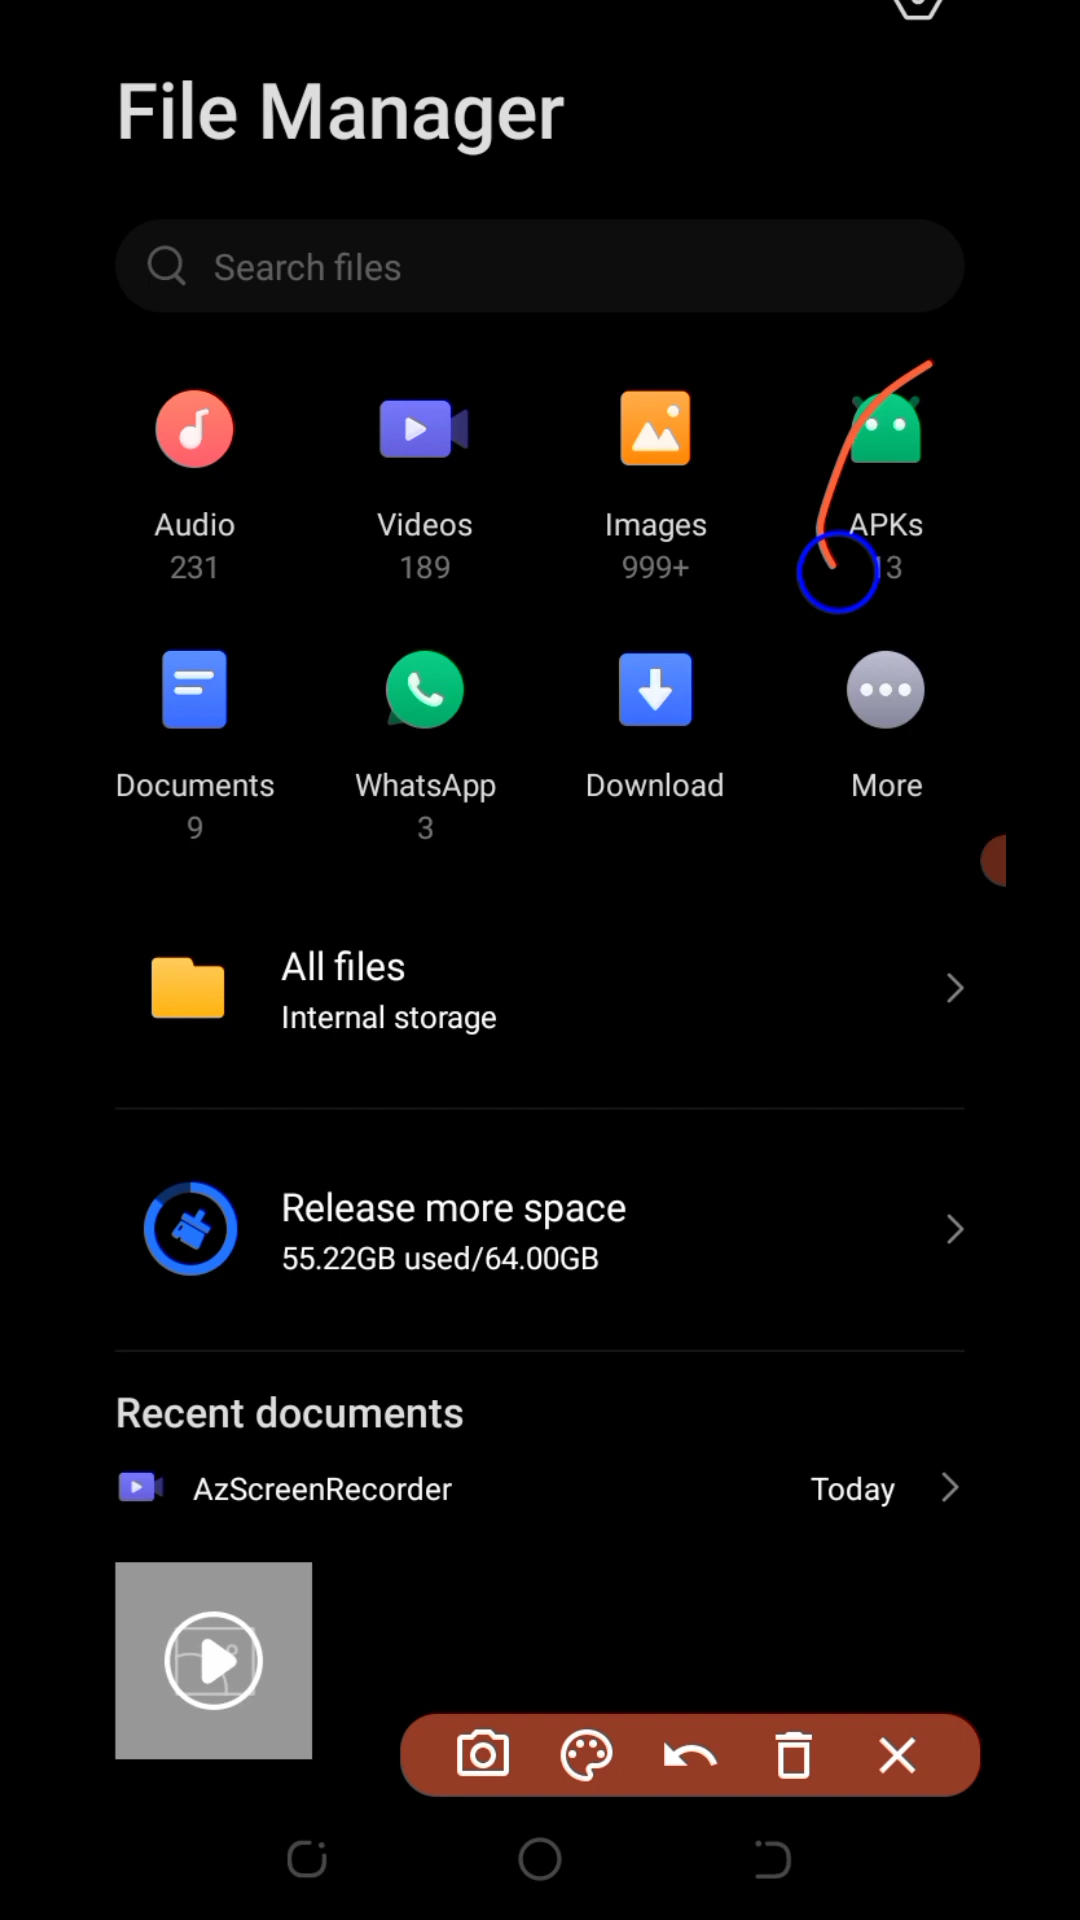 File Manager
Search files
Audio Videos Images APKs
231 189 999+ 13
Documents WhatsApp Download More
9 3
All files
Internal storage
Release more space
55.22GB used/64.00GB
Recent documents
AzScreenRecorder Today